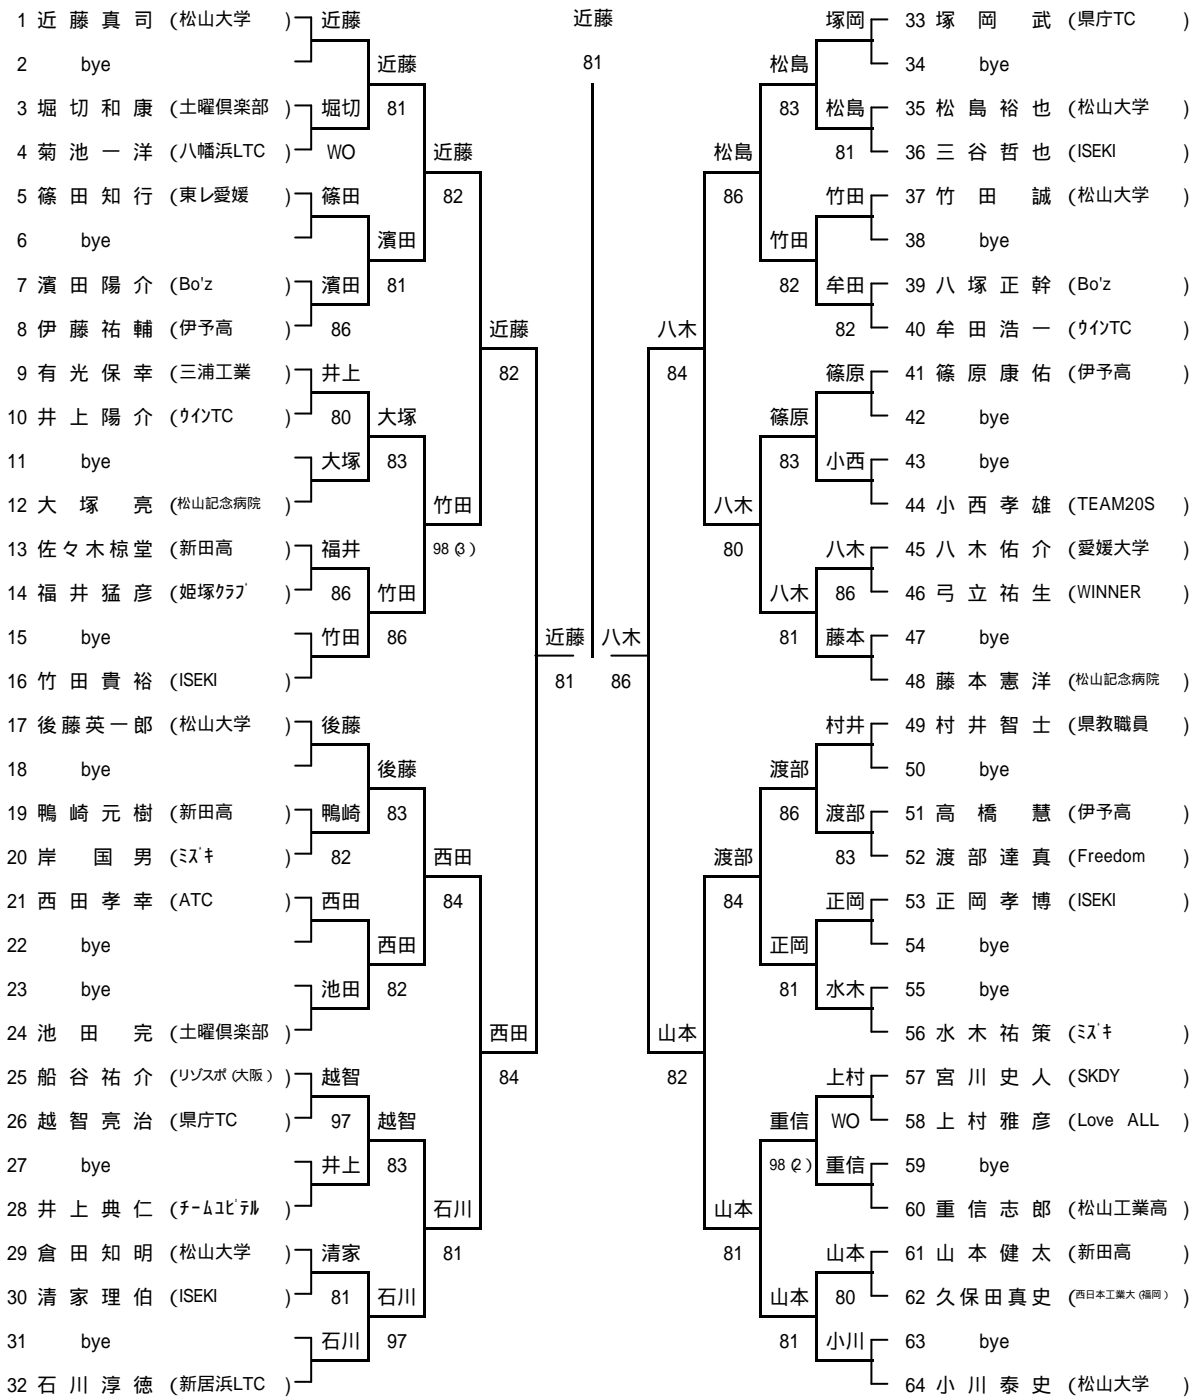 近藤
81
1 近 藤 真 司 (松山大学 ) 近藤
2 bye 近藤
3 堀 切 和 康 (土曜倶楽部 ) 堀切 81
4 菊 池 一 洋 (八幡浜LTC ) WO 近藤
5 篠 田 知 行 (東レ愛媛 ) 篠田 82
6 bye 濱田
7 濱 田 陽 介 (Bo'z ) 濱田 81
8 伊 藤 祐 輔 (伊予高 ) 86 近藤
9 有 光 保 幸 (三浦工業 ) 井上 82
10 井 上 陽 介 (ウインTC ) 80 大塚
11 bye 大塚 83
12 大 塚 亮 (松山記念病院 ) 竹田
13 佐々木椋堂 (新田高 ) 福井 98(3)
14 福 井 猛 彦 (姫塚クラブ ) 86 竹田
15 bye 竹田 86 近藤
16 竹 田 貴 裕 (ISEKI ) 81
17 後藤英一郎 (松山大学 ) 後藤
18 bye 後藤
19 鴨 崎 元 樹 (新田高 ) 鴨崎 83
20 岸 国 男 (ミズキ ) 82 西田
21 西 田 孝 幸 (ATC ) 西田 84
22 bye 西田
23 bye 池田 82
24 池 田 完 (土曜倶楽部 ) 西田
25 船 谷 祐 介 (リゾスポ(大阪) ) 越智 84
26 越 智 亮 治 (県庁TC ) 97 越智
27 bye 井上 83
28 井 上 典 仁 (チームユピテル ) 石川
29 倉 田 知 明 (松山大学 ) 清家 81
30 清 家 理 伯 (ISEKI ) 81 石川
31 bye 石川 97
32 石 川 淳 徳 (新居浜LTC )
塚岡 33 塚 岡 武 (県庁TC )
松島 34 bye
83 松島 35 松 島 裕 也 (松山大学 )
松島 81 36 三 谷 哲 也 (ISEKI )
86 竹田 37 竹 田 誠 (松山大学 )
竹田 38 bye
82 牟田 39 八 塚 正 幹 (Bo'z )
八木 82 40 牟 田 浩 一 (ウインTC )
84 篠原 41 篠 原 康 佑 (伊予高 )
篠原 42 bye
83 小西 43 bye
八木 44 小 西 孝 雄 (TEAM20S )
80 八木 45 八 木 佑 介 (愛媛大学 )
八木 86 46 弓 立 祐 生 (WINNER )
八木 81 藤本 47 bye
86 48 藤 本 憲 洋 (松山記念病院 )
村井 49 村 井 智 士 (県教職員 )
渡部 50 bye
86 渡部 51 高 橋 慧 (伊予高 )
渡部 83 52 渡 部 達 真 (Freedom )
84 正岡 53 正 岡 孝 博 (ISEKI )
正岡 54 bye
81 水木 55 bye
山本 56 水 木 祐 策 (ミズキ )
82 上村 57 宮 川 史 人 (SKDY )
重信 WO 58 上 村 雅 彦 (Love ALL )
98(2) 重信 59 bye
山本 60 重 信 志 郎 (松山工業高 )
81 山本 61 山 本 健 太 (新田高 )
山本 80 62 久保田真史 (西日本工業大(福岡) )
81 小川 63 bye
64 小 川 泰 史 (松山大学 )